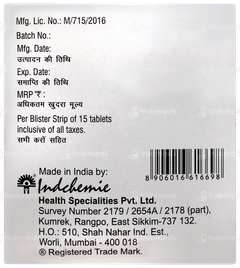 Mfg. Lic. No.: M/715/2016
Batch No.:
Mfg. Date:
उत्पादन की तिथि
Exp. Date:
समाप्ति की तिथि
MRP ₹:
अधिकतम खुदरा मूल्य
Per Blister Strip of 15 tablets
inclusive of all taxes.
सभी करों सहित
8 906016 616698
Made in India by:
Indchemie
Health Specialities Pvt. Ltd.
Survey Number 2179 / 2654A / 2178 (part),
Kumrek, Rangpo, East Sikkim-737 132.
H.O.: 510, Shah Nahar Ind. Est.,
Worli, Mumbai - 400 018
® Registered Trade Mark.